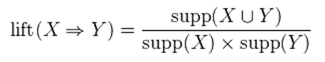 lift(X ⇒ Y) = supp(X ∪ Y) / supp(X) × supp(Y)